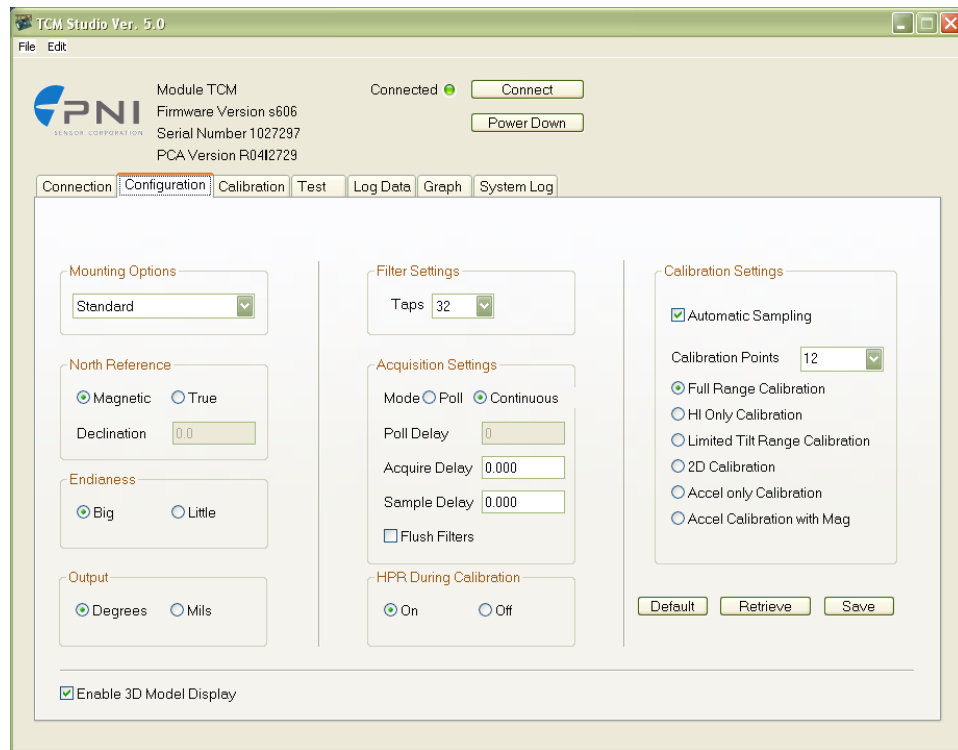 TCM Studio Ver. 5.0
File Edit
PNI
SENSOR CORPORATION
Module TCM
Firmware Version s606
Serial Number 1027297
PCA Version R04I2729
Connected
Connect
Power Down
Connection Configuration Calibration Test Log Data Graph System Log
Mounting Options
Standard
North Reference
Magnetic True
Declination 0.0
Endianess
Big Little
Output
Degrees Mils
Filter Settings
Taps 32
Acquisition Settings
Mode Poll Continuous
Poll Delay 0
Acquire Delay 0.000
Sample Delay 0.000
Flush Filters
HPR During Calibration
On Off
Calibration Settings
Automatic Sampling
Calibration Points 12
Full Range Calibration
HI Only Calibration
Limited Tilt Range Calibration
2D Calibration
Accel only Calibration
Accel Calibration with Mag
Default Retrieve Save
Enable 3D Model Display